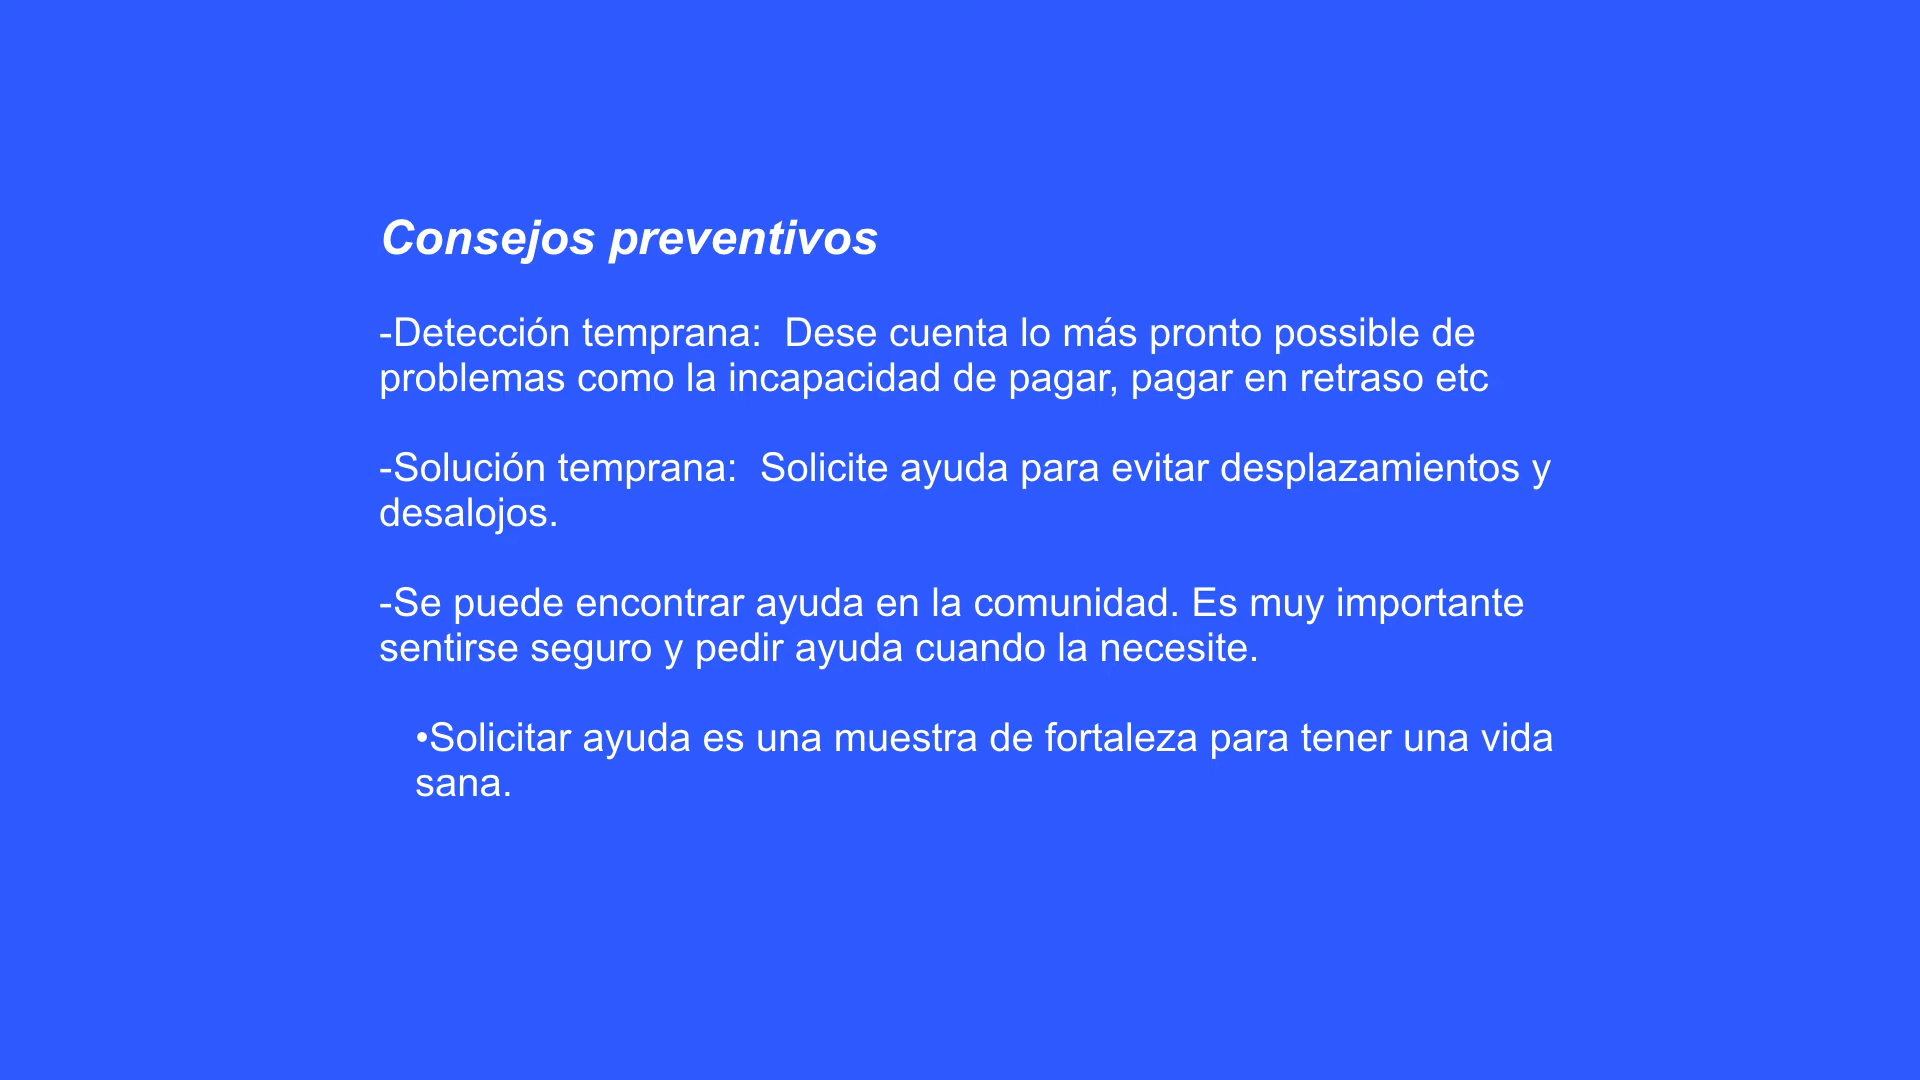 Consejos preventivos
-Detección temprana:  Dese cuenta lo más pronto possible de
problemas como la incapacidad de pagar, pagar en retraso etc
-Solución temprana:  Solicite ayuda para evitar desplazamientos y
desalojos.
-Se puede encontrar ayuda en la comunidad. Es muy importante
sentirse seguro y pedir ayuda cuando la necesite.
•Solicitar ayuda es una muestra de fortaleza para tener una vida
sana.